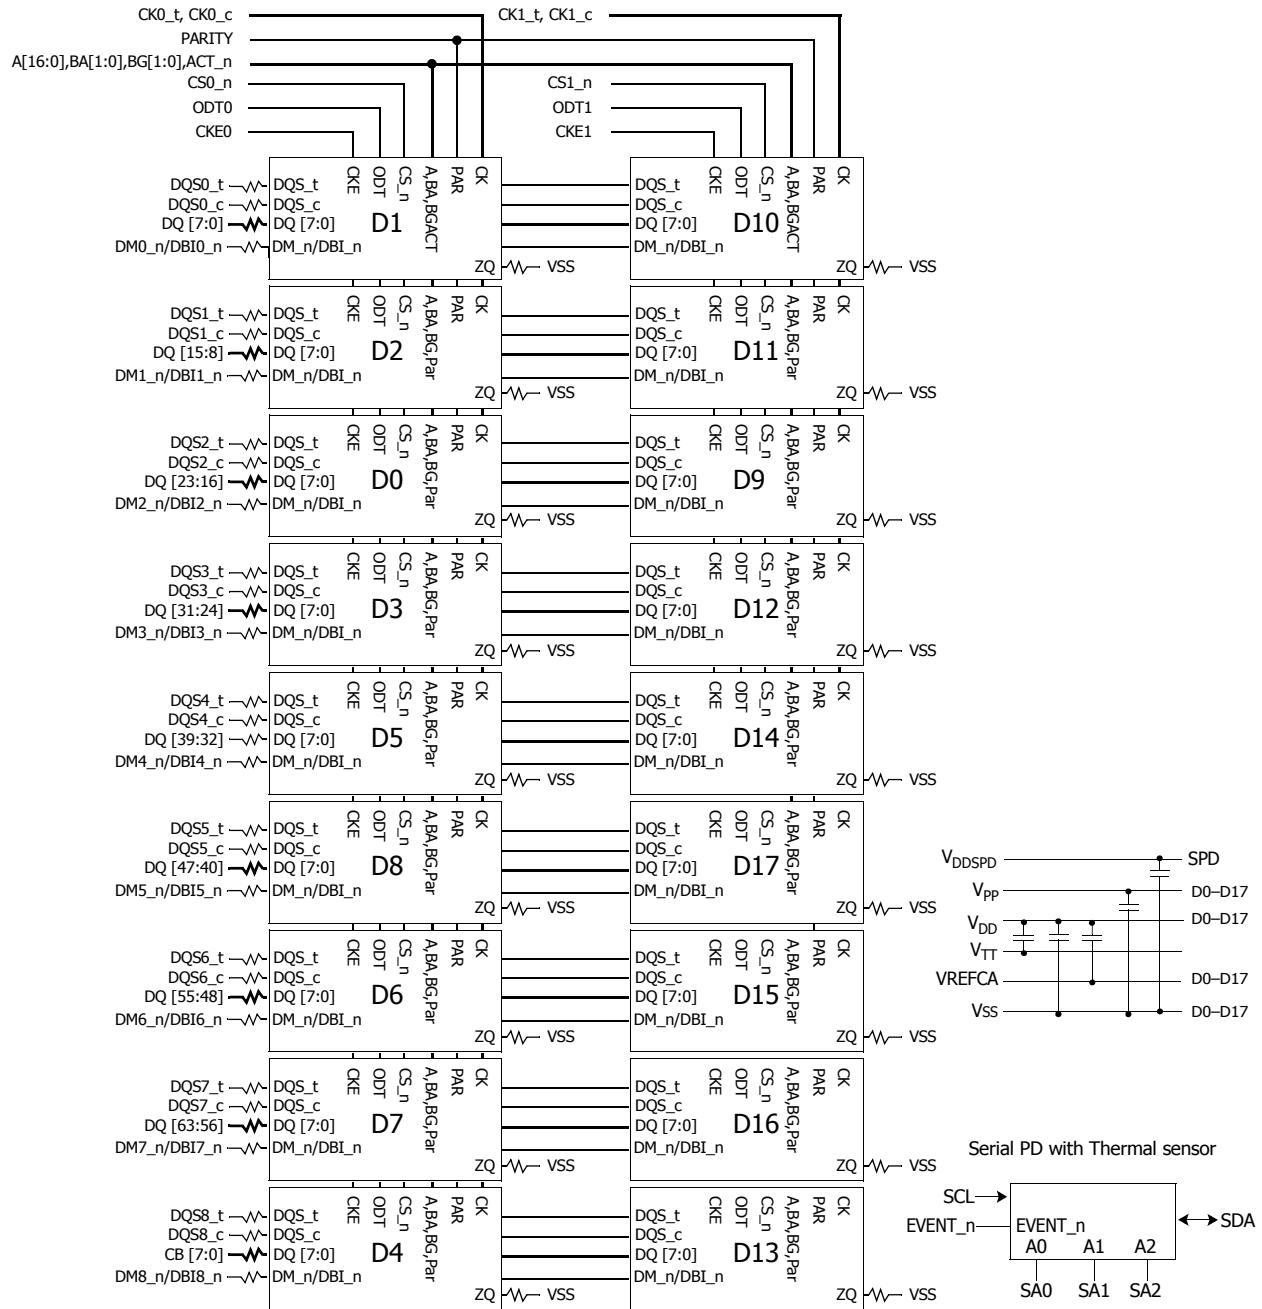 CK0_t, CK0_c
CK1_t, CK1_c
PARITY
A[16:0],BA[1:0],BG[1:0],ACT_n
CS0_n
CS1_n
ODT0
ODT1
CKE0
CKE1
DQS0_t
DQS0_c
DQ [7:0]
DM0_n/DBI0_n
DQS_t
DQS_c
DQ [7:0]
DM_n/DBI_n
D1
CKE
ODT
CS_n
A,BA,BGACT
PAR
CK
ZQ
VSS
DQS_t
DQS_c
DQ [7:0]
DM_n/DBI_n
D10
CKE
ODT
CS_n
A,BA,BGACT
PAR
CK
ZQ
VSS
DQS1_t
DQS1_c
DQ [15:8]
DM1_n/DBI1_n
DQS_t
DQS_c
DQ [7:0]
DM_n/DBI_n
D2
CKE
ODT
CS_n
A,BA,BG,Par
PAR
CK
ZQ
VSS
DQS_t
DQS_c
DQ [7:0]
DM_n/DBI_n
D11
CKE
ODT
CS_n
A,BA,BG,Par
PAR
CK
ZQ
VSS
DQS2_t
DQS2_c
DQ [23:16]
DM2_n/DBI2_n
DQS_t
DQS_c
DQ [7:0]
DM_n/DBI_n
D0
CKE
ODT
CS_n
A,BA,BG,Par
PAR
CK
ZQ
VSS
DQS_t
DQS_c
DQ [7:0]
DM_n/DBI_n
D9
CKE
ODT
CS_n
A,BA,BG,Par
PAR
CK
ZQ
VSS
DQS3_t
DQS3_c
DQ [31:24]
DM3_n/DBI3_n
DQS_t
DQS_c
DQ [7:0]
DM_n/DBI_n
D3
CKE
ODT
CS_n
A,BA,BG,Par
PAR
CK
ZQ
VSS
DQS_t
DQS_c
DQ [7:0]
DM_n/DBI_n
D12
CKE
ODT
CS_n
A,BA,BG,Par
PAR
CK
ZQ
VSS
DQS4_t
DQS4_c
DQ [39:32]
DM4_n/DBI4_n
DQS_t
DQS_c
DQ [7:0]
DM_n/DBI_n
D5
CKE
ODT
CS_n
A,BA,BG,Par
PAR
CK
ZQ
VSS
DQS_t
DQS_c
DQ [7:0]
DM_n/DBI_n
D14
CKE
ODT
CS_n
A,BA,BG,Par
PAR
CK
ZQ
VSS
DQS5_t
DQS5_c
DQ [47:40]
DM5_n/DBI5_n
DQS_t
DQS_c
DQ [7:0]
DM_n/DBI_n
D8
CKE
ODT
CS_n
A,BA,BG,Par
PAR
CK
ZQ
VSS
DQS_t
DQS_c
DQ [7:0]
DM_n/DBI_n
D17
CKE
ODT
CS_n
A,BA,BG,Par
PAR
CK
ZQ
VSS
DQS6_t
DQS6_c
DQ [55:48]
DM6_n/DBI6_n
DQS_t
DQS_c
DQ [7:0]
DM_n/DBI_n
D6
CKE
ODT
CS_n
A,BA,BG,Par
PAR
CK
ZQ
VSS
DQS_t
DQS_c
DQ [7:0]
DM_n/DBI_n
D15
CKE
ODT
CS_n
A,BA,BG,Par
PAR
CK
ZQ
VSS
DQS7_t
DQS7_c
DQ [63:56]
DM7_n/DBI7_n
DQS_t
DQS_c
DQ [7:0]
DM_n/DBI_n
D7
CKE
ODT
CS_n
A,BA,BG,Par
PAR
CK
ZQ
VSS
DQS_t
DQS_c
DQ [7:0]
DM_n/DBI_n
D16
CKE
ODT
CS_n
A,BA,BG,Par
PAR
CK
ZQ
VSS
DQS8_t
DQS8_c
CB [7:0]
DM8_n/DBI8_n
DQS_t
DQS_c
DQ [7:0]
DM_n/DBI_n
D4
CKE
ODT
CS_n
A,BA,BG,Par
PAR
CK
ZQ
VSS
DQS_t
DQS_c
DQ [7:0]
DM_n/DBI_n
D13
CKE
ODT
CS_n
A,BA,BG,Par
PAR
CK
ZQ
VSS
VDDSPD SPD
VPP D0–D17
VDD D0–D17
VTT
VREFCA D0–D17
VSS D0–D17
Serial PD with Thermal sensor
SCL
EVENT_n EVENT_n
SDA
A0 A1 A2
SA0 SA1 SA2